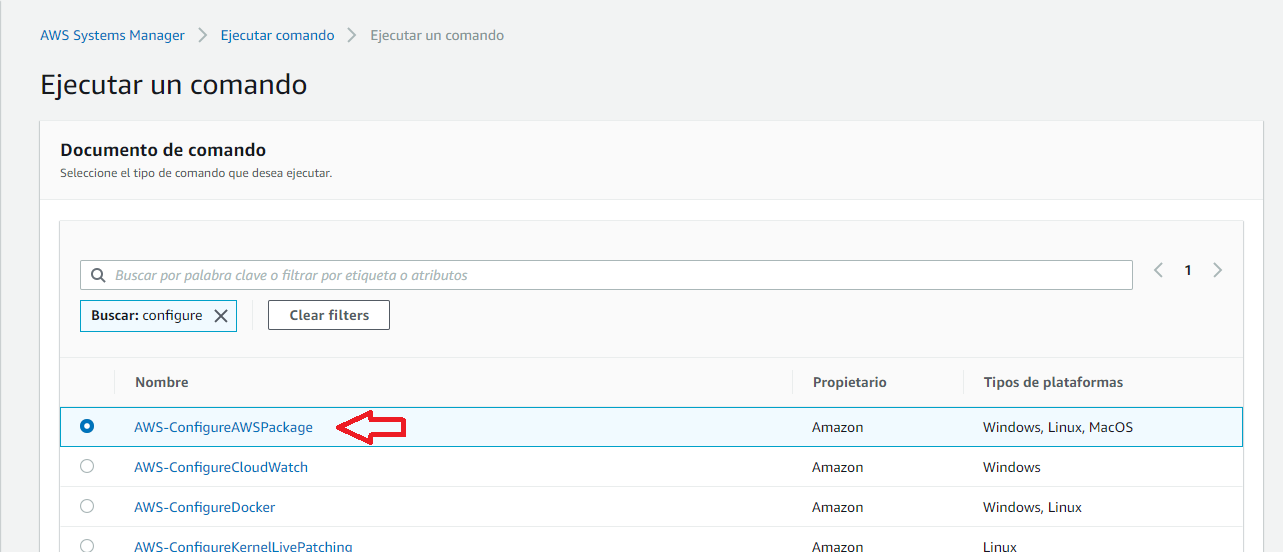 AWS Systems Manager > Ejecutar comando > Ejecutar un comando
Ejecutar un comando
Documento de comando
Seleccione el tipo de comando que desea ejecutar.
Buscar por palabra clave o filtrar por etiqueta o atributos
1
Buscar: configure
Clear filters
Nombre Propietario Tipos de plataformas
AWS-ConfigureAWSPackage Amazon Windows, Linux, MacOS
AWS-ConfigureCloudWatch Amazon Windows
AWS-ConfigureDocker Amazon Windows, Linux
AWS-ConfigureKernelLivePatching Amazon Linux